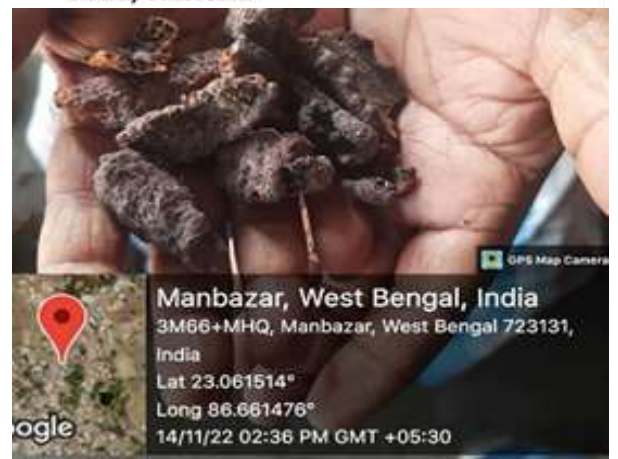 GPS Map Camera
Manbazar, West Bengal, India
3M66+MHQ, Manbazar, West Bengal 723131,
India
Lat 23.061514°
Long 86.661476°
14/11/22 02:36 PM GMT +05:30
oogle